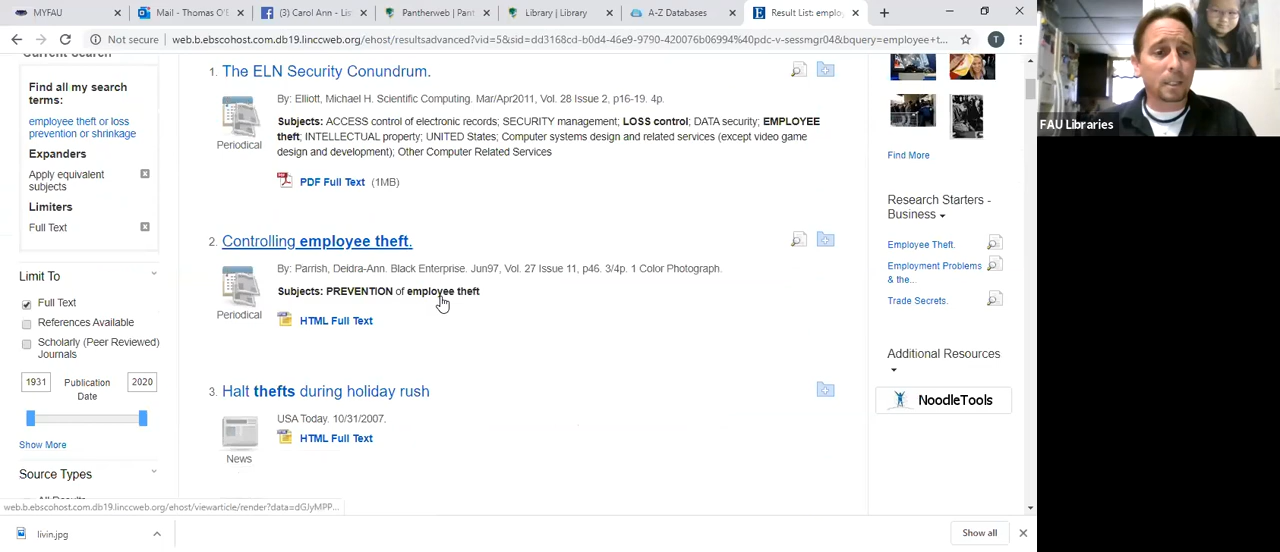 MYFAU
Mail - Thomas O'E
(3) Carol Ann - Lis
Pantherweb | Pant
Library | Library
A-Z Databases
Result List: emplo
Not secure
web.b.ebscohost.com.db19.linccweb.org/ehost/resultsadvanced?vid=5&sid=dd3168cd-b0d4-46e9-9790-420076b06994%40pdc-v-sessmgr04&bquery=employee+t...
T
Current Search
Find all my search
terms:
employee theft or loss
prevention or shrinkage
Expanders
Apply equivalent
subjects
Limiters
Full Text
Limit To
Full Text
References Available
Scholarly (Peer Reviewed)
Journals
1931
Publication
Date
2020
Show More
Source Types
All Results
1. The ELN Security Conundrum.
By: Elliott, Michael H. Scientific Computing. Mar/Apr2011, Vol. 28 Issue 2, p16-19. 4p.
Periodical
Subjects: ACCESS control of electronic records; SECURITY management; LOSS control; DATA security; EMPLOYEE
theft; INTELLECTUAL property; UNITED States; Computer systems design and related services (except video game
design and development); Other Computer Related Services
PDF Full Text (1MB)
2. Controlling employee theft.
By: Parrish, Deidra-Ann. Black Enterprise. Jun97, Vol. 27 Issue 11, p46. 3/4p. 1 Color Photograph.
Periodical
Subjects: PREVENTION of employee theft
HTML Full Text
3. Halt thefts during holiday rush
USA Today. 10/31/2007.
HTML Full Text
News
Find More
Research Starters -
Business
Employee Theft.
Employment Problems
& the...
Trade Secrets.
Additional Resources
NoodleTools
FAU Libraries
web.b.ebscohost.com.db19.linccweb.org/ehost/viewarticle/render?data=dGJyMPP...
livin.jpg
Show all